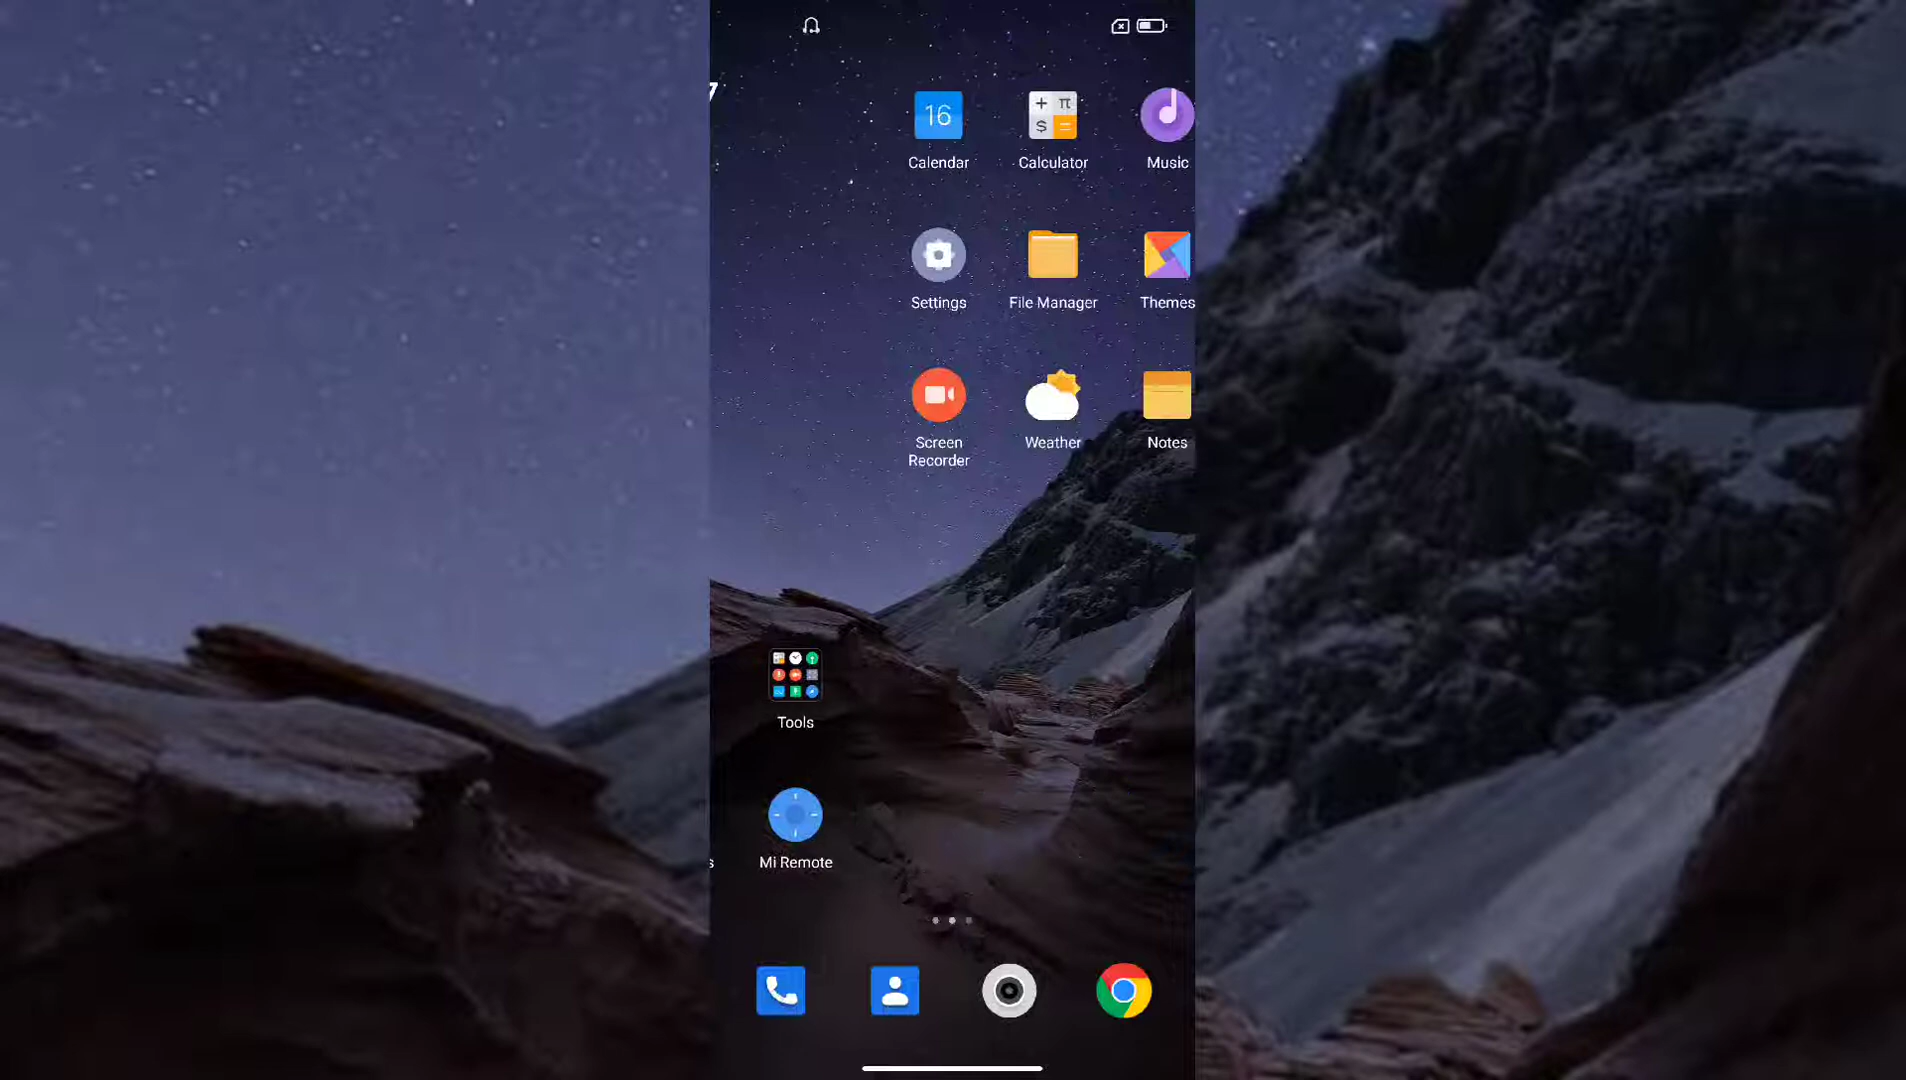 16
Calendar
Calculator
Music
Settings
File Manager
Themes
Screen
Recorder
Weather
Notes
Tools
Mi Remote